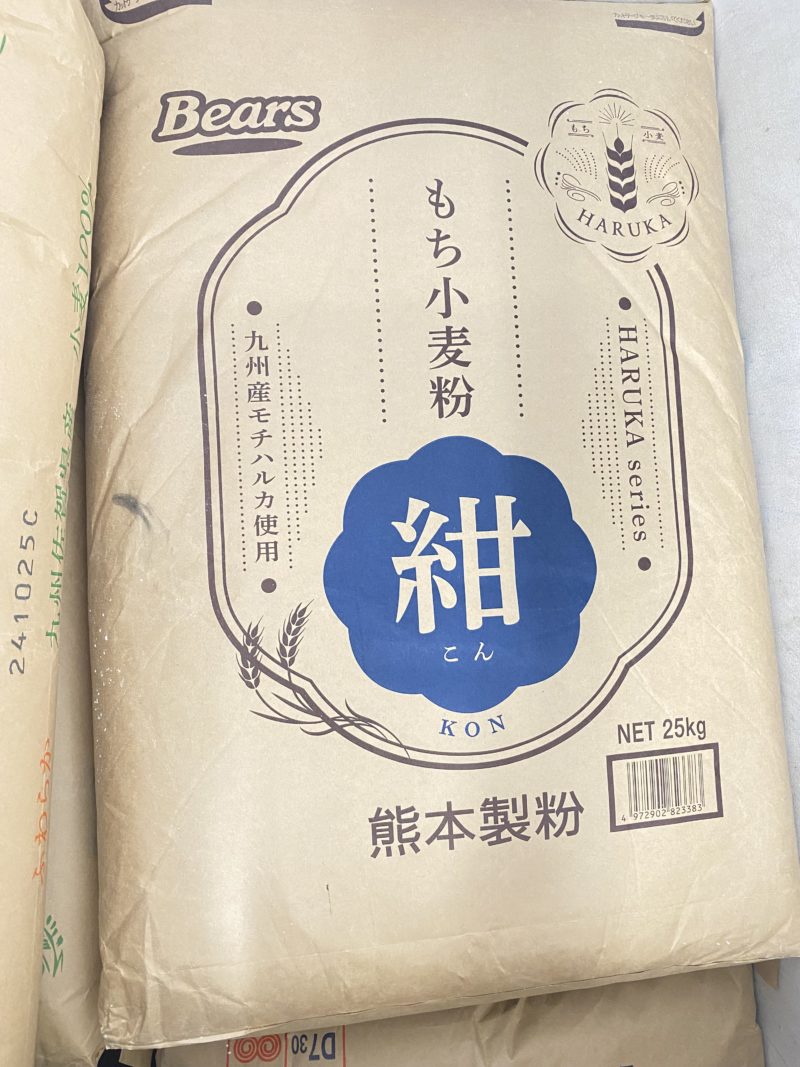 Bears
もち
小麦
HARUKA
もち小麦粉
HARUKA series
九州産モチハルカ使用
紺
こん
KON
NET 25kg
4 972902 823383
熊本製粉
241025C
D730